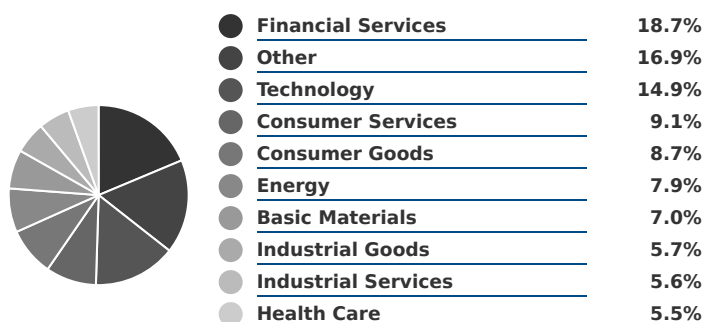 Financial Services 18.7%
Other 16.9%
Technology 14.9%
Consumer Services 9.1%
Consumer Goods 8.7%
Energy 7.9%
Basic Materials 7.0%
Industrial Goods 5.7%
Industrial Services 5.6%
Health Care 5.5%